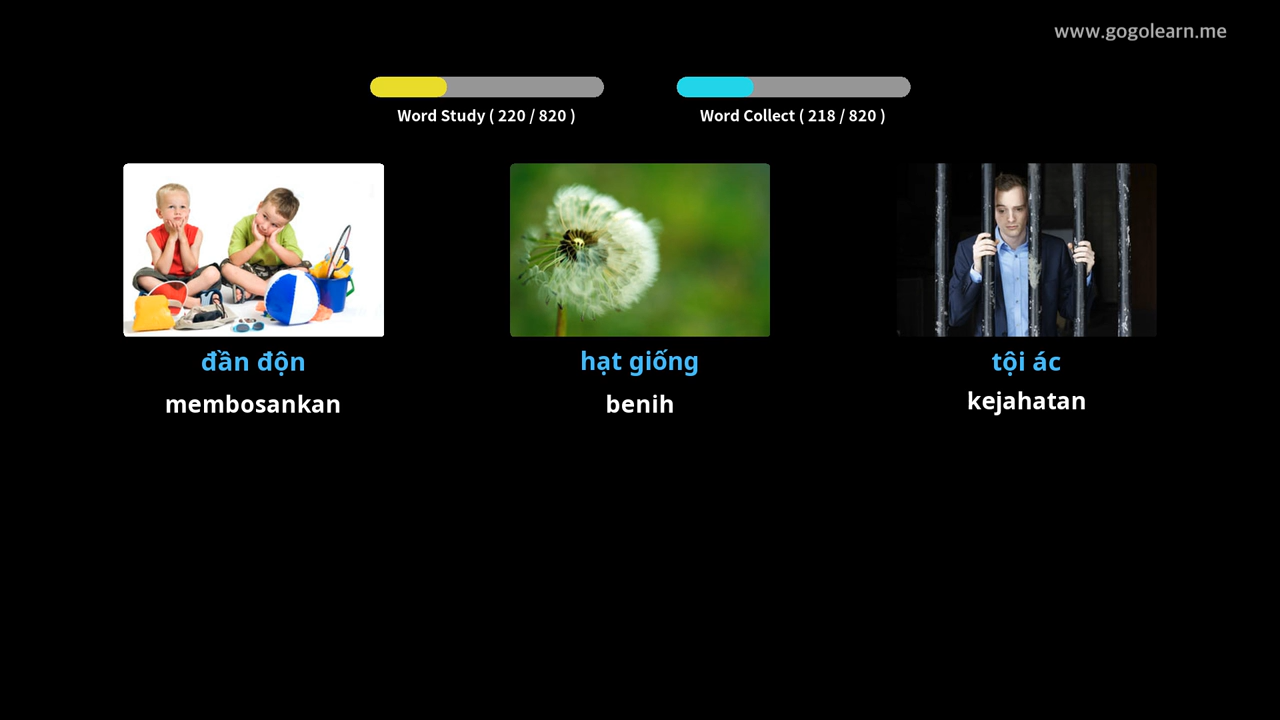 www.gogolearn.me
Word Study ( 220 / 820 )
Word Collect ( 218 / 820 )
đần độn
hạt giống
tội ác
membosankan
benih
kejahatan